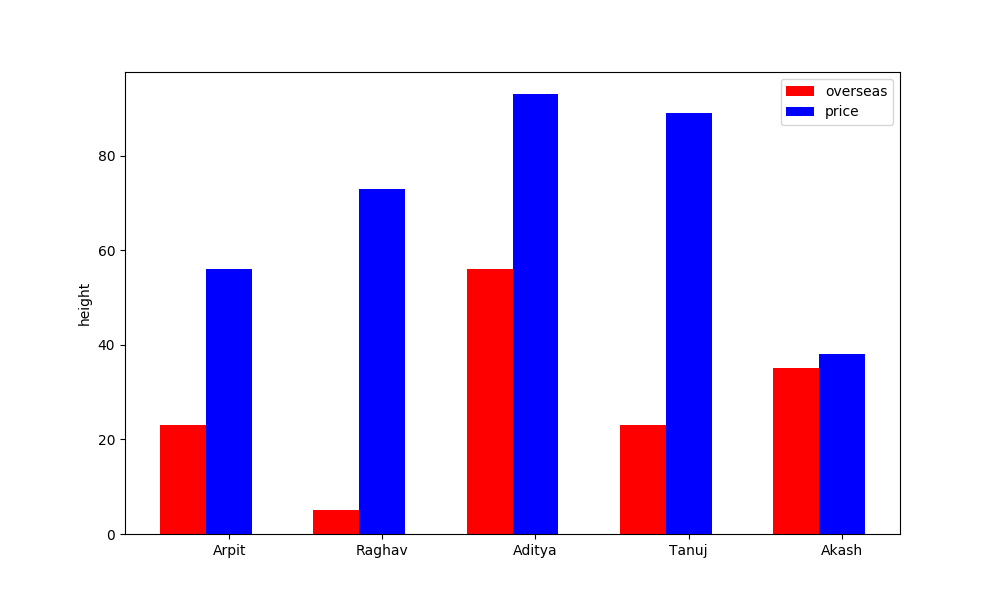 overseas
price
80
60
40
20
0
height
Arpit
Raghav
Aditya
Tanuj
Akash